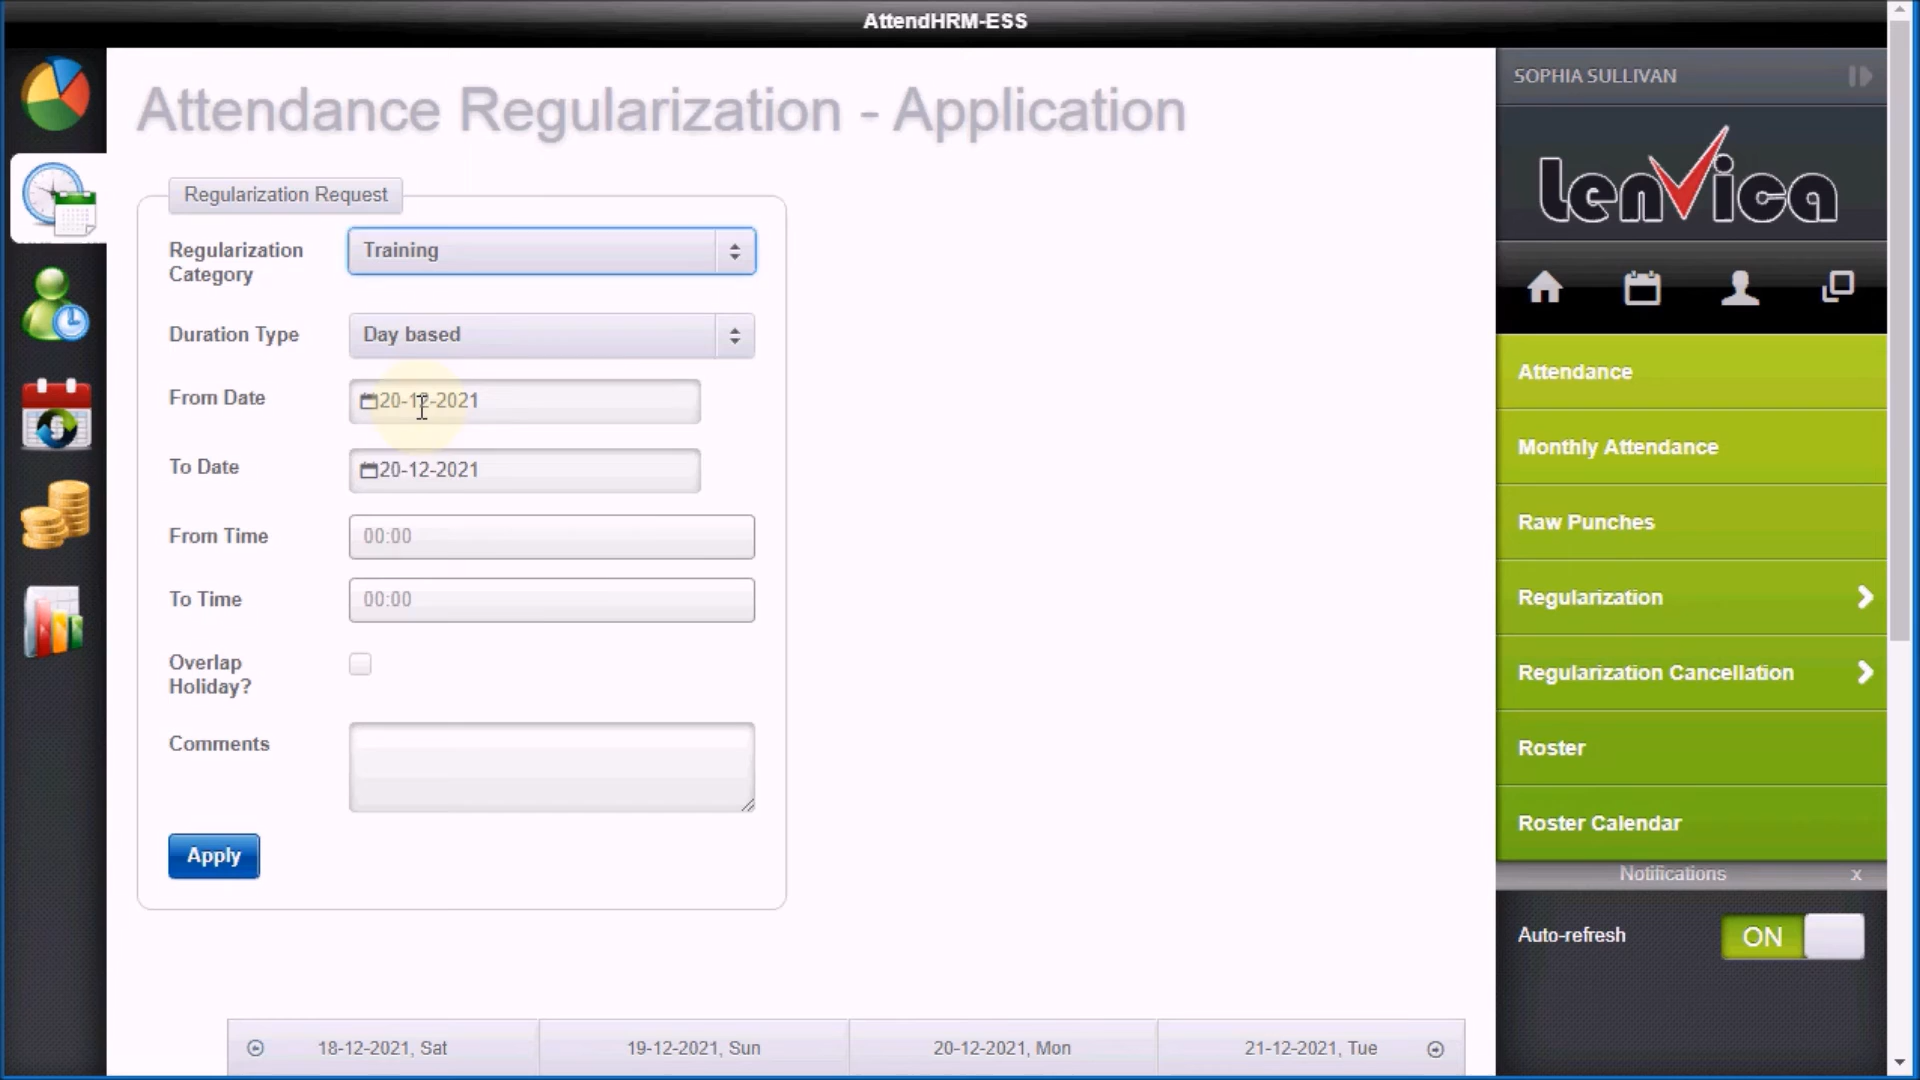 AttendHRM-ESS
Attendance Regularization - Application
Regularization Request
Regularization
Category
Training
Duration Type
Day based
From Date
20-12-2021
To Date
20-12-2021
From Time
00:00
To Time
00:00
Overlap
Holiday?
Comments
Apply
18-12-2021, Sat
19-12-2021, Sun
20-12-2021, Mon
21-12-2021, Tue
SOPHIA SULLIVAN
Lenvica
Attendance
Monthly Attendance
Raw Punches
Regularization
Regularization Cancellation
Roster
Roster Calendar
Notifications x
Auto-refresh
ON